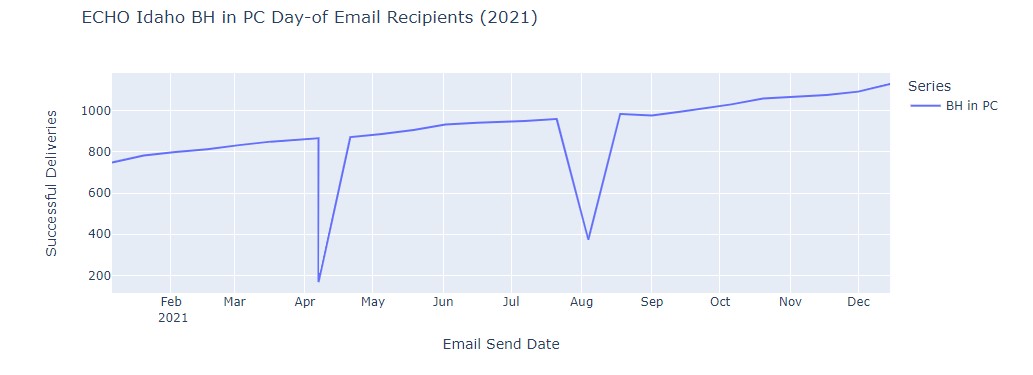 ECHO Idaho BH in PC Day-of Email Recipients (2021)
Series
BH in PC
Successful Deliveries
1000
800
600
400
200
Feb Mar Apr May Jun Jul Aug Sep Oct Nov Dec
2021
Email Send Date